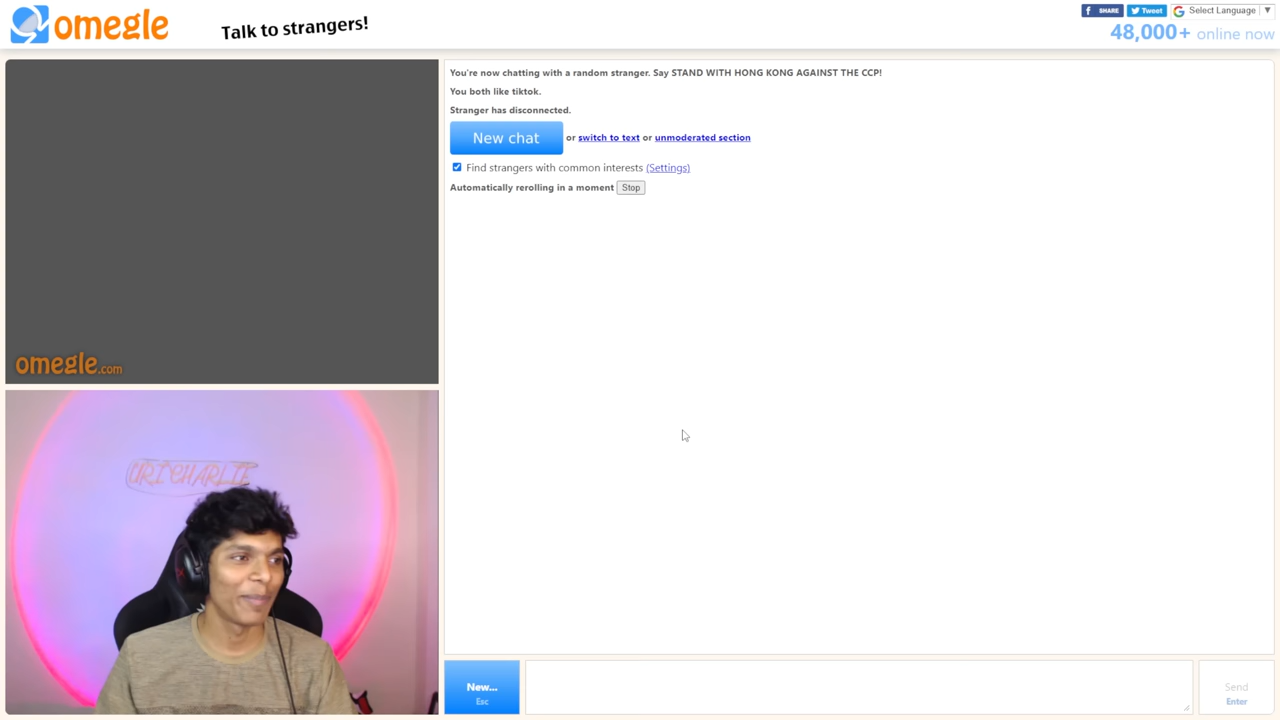 omegle
Talk to strangers!
f SHARE
Tweet
G Select Language ▼
48,000+ online now
You're now chatting with a random stranger. Say STAND WITH HONG KONG AGAINST THE CCP!
You both like tiktok.
Stranger has disconnected.
New chat or switch to text or unmoderated section
Find strangers with common interests (Settings)
Automatically rerolling in a moment Stop
omegle.com
URICHARLIE
New...
Esc
Send
Enter